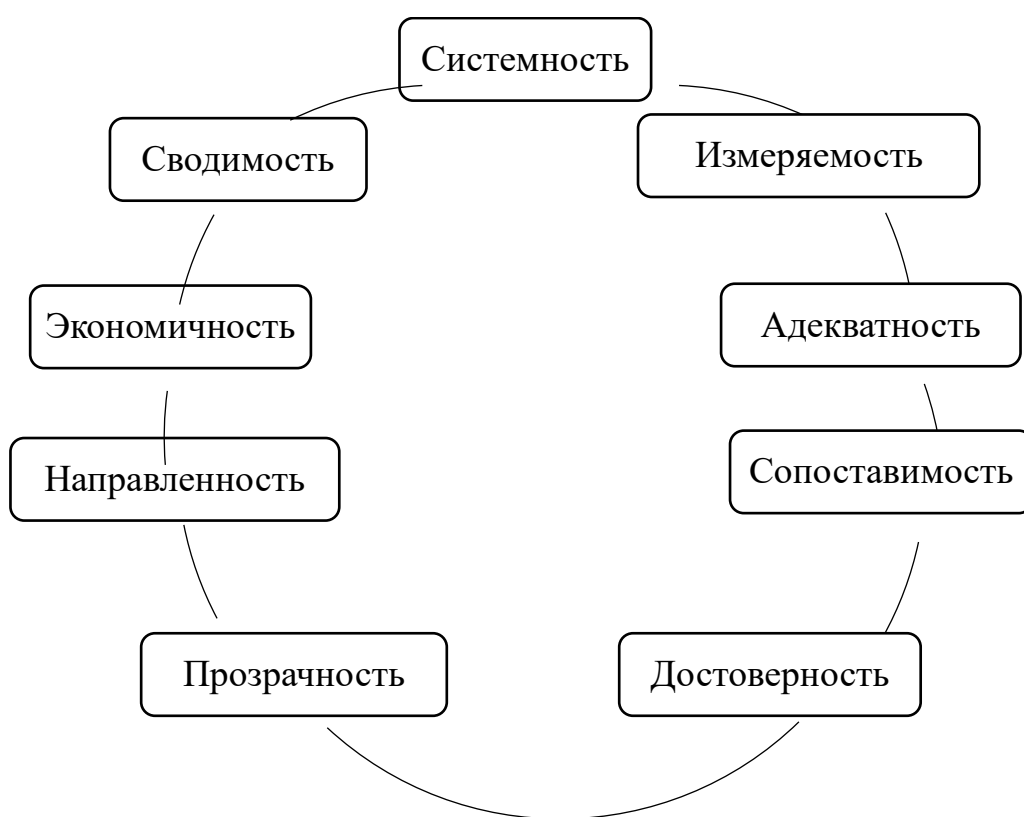 Системность
Сводимость
Измеряемость
Экономичность
Адекватность
Направленность
Сопоставимость
Прозрачность
Достоверность